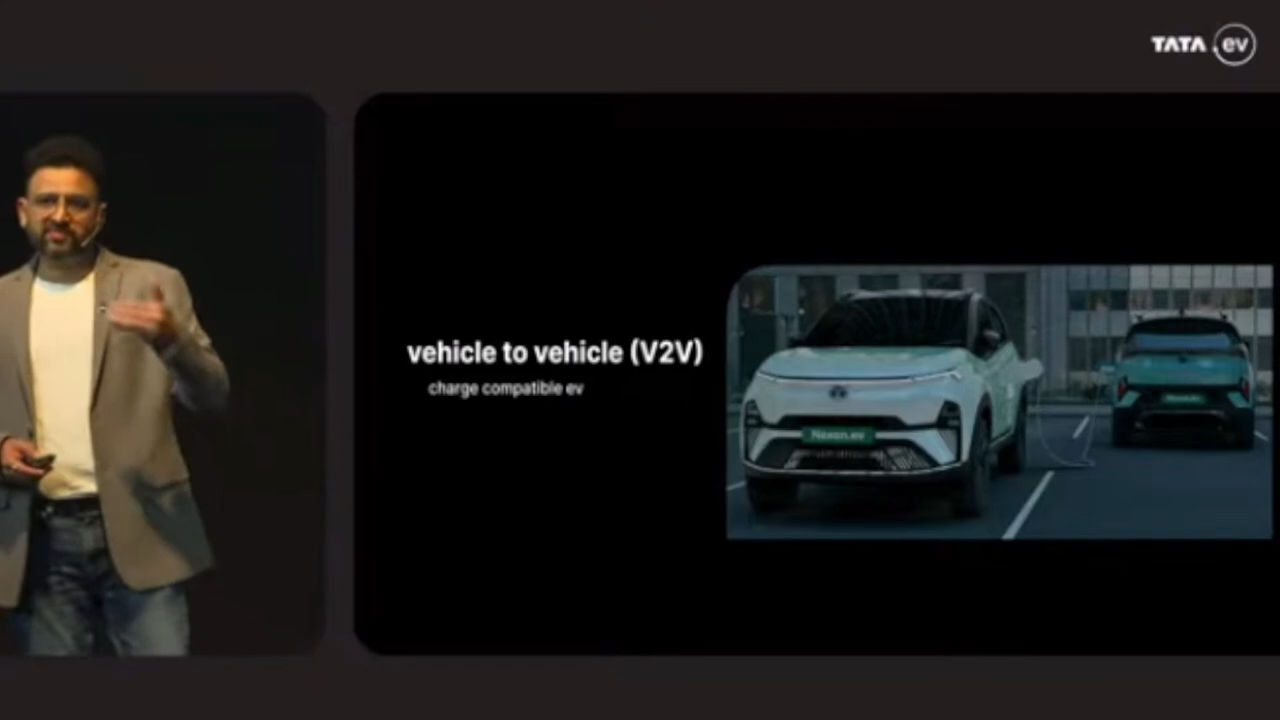 TATA .ev
vehicle to vehicle (V2V)
charge compatible ev
Nexon.ev